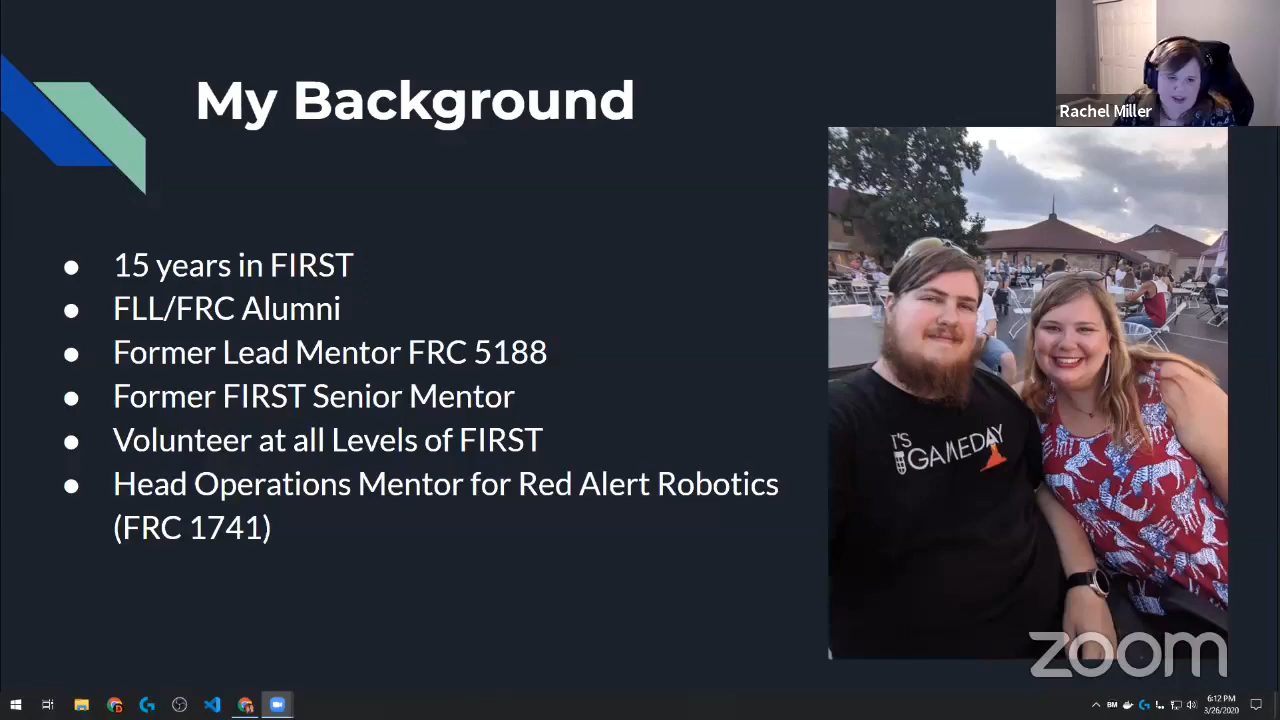 My Background
Rachel Miller
15 years in FIRST
FLL/FRC Alumni
Former Lead Mentor FRC 5188
Former FIRST Senior Mentor
Volunteer at all Levels of FIRST
Head Operations Mentor for Red Alert Robotics
(FRC 1741)
I'S
GAMEDAY
zoom
BM
6:12 PM
3/26/2020